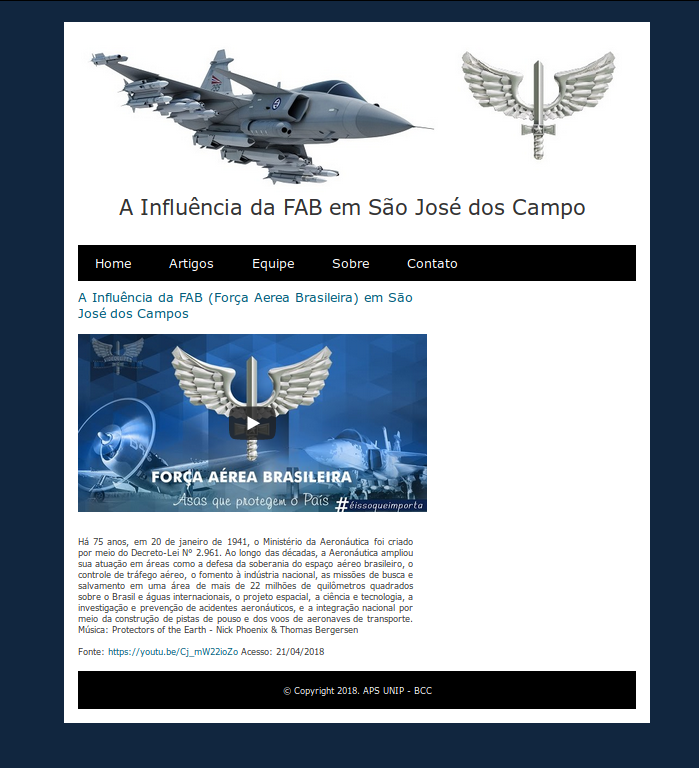 A Influência da FAB em São José dos Campo
Home Artigos Equipe Sobre Contato
A Influência da FAB (Força Aerea Brasileira) em São
José dos Campos
FORÇA AÉREA BRASILEIRA
Asas que protegem o País
#éissoqueimporta
Há 75 anos, em 20 de janeiro de 1941, o Ministério da Aeronáutica foi criado
por meio do Decreto-Lei Nº 2.961. Ao longo das décadas, a Aeronáutica ampliou
sua atuação em áreas como a defesa da soberania do espaço aéreo brasileiro, o
controle de tráfego aéreo, o fomento à indústria nacional, as missões de busca e
salvamento em uma área de mais de 22 milhões de quilômetros quadrados
sobre o Brasil e águas internacionais, o projeto espacial, a ciência e tecnologia, a
investigação e prevenção de acidentes aeronáuticos, e a integração nacional por
meio da construção de pistas de pouso e dos voos de aeronaves de transporte.
Música: Protectors of the Earth - Nick Phoenix & Thomas Bergersen
Fonte: https://youtu.be/Cj_mW22ioZo Acesso: 21/04/2018
© Copyright 2018. APS UNIP - BCC